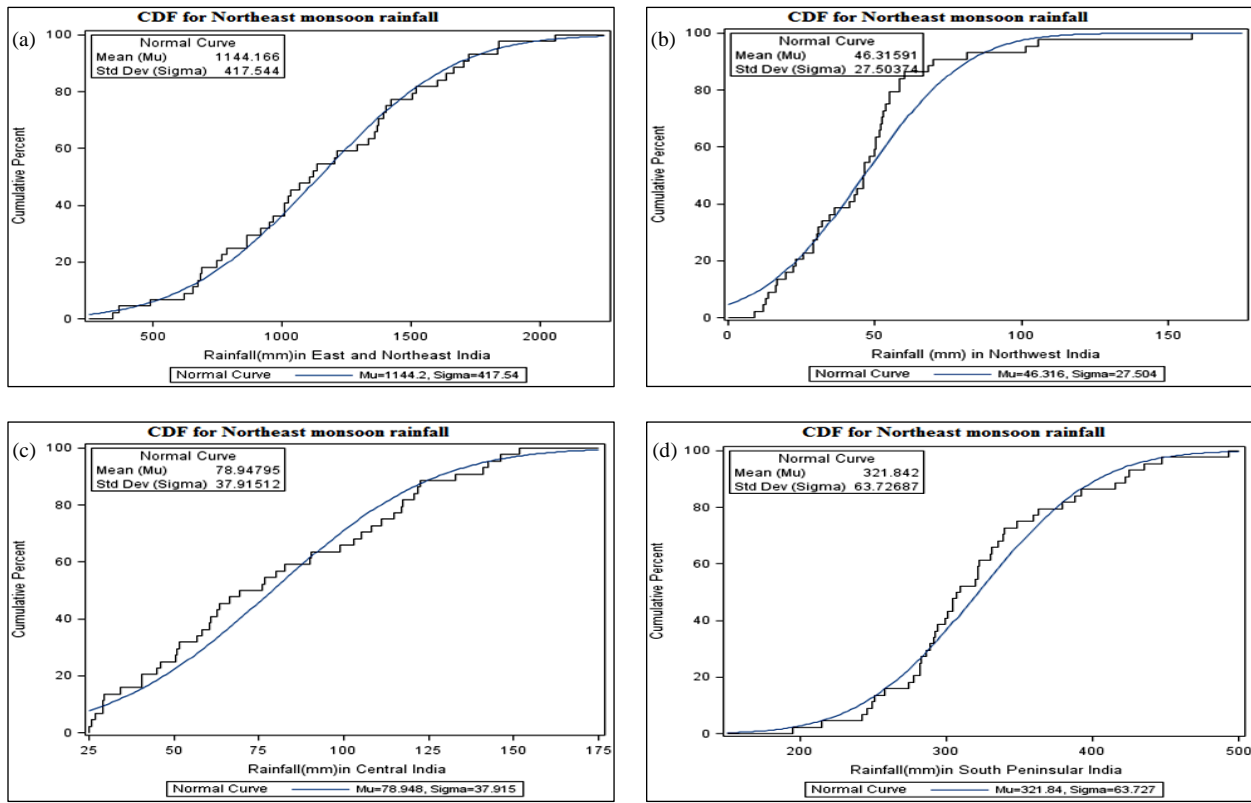 (a)
CDF for Northeast monsoon rainfall
Normal Curve
Mean (Mu) 1144.166
Std Dev (Sigma) 417.544
Cumulative Percent
100
80
60
40
20
0
500 1000 1500 2000
Rainfall(mm)in East and Northeast India
Normal Curve Mu=1144.2, Sigma=417.54
(b)
CDF for Northeast monsoon rainfall
Normal Curve
Mean (Mu) 46.31591
Std Dev (Sigma) 27.50374
Cumulative Percent
100
80
60
40
20
0
0 50 100 150
Rainfall (mm) in Northwest India
Normal Curve Mu=46.316, Sigma=27.504
(c)
CDF for Northeast monsoon rainfall
Normal Curve
Mean (Mu) 78.94795
Std Dev (Sigma) 37.91512
Cumulative Percent
100
80
60
40
20
0
25 50 75 100 125 150 175
Rainfall(mm)in Central India
Normal Curve Mu=78.948, Sigma=37.915
(d)
CDF for Northeast monsoon rainfall
Normal Curve
Mean (Mu) 321.842
Std Dev (Sigma) 63.72687
Cumulative Percent
100
80
60
40
20
0
200 300 400 500
Rainfall(mm)in South Peninsular India
Normal Curve Mu=321.84, Sigma=63.727